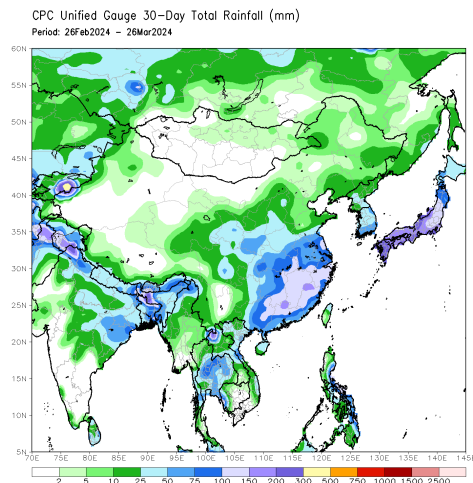 CPC Unified Gauge 30-Day Total Rainfall (mm)
Period: 26Feb2024 - 26Mar2024
60N
55N
50N
45N
40N
35N
30N
25N
20N
15N
10N
5N
70E 75E 80E 85E 90E 95E 100E 105E 110E 115E 120E 125E 130E 135E 140E 145E
2 5 10 25 50 75 100 150 200 300 500 750 1000 1500 2500